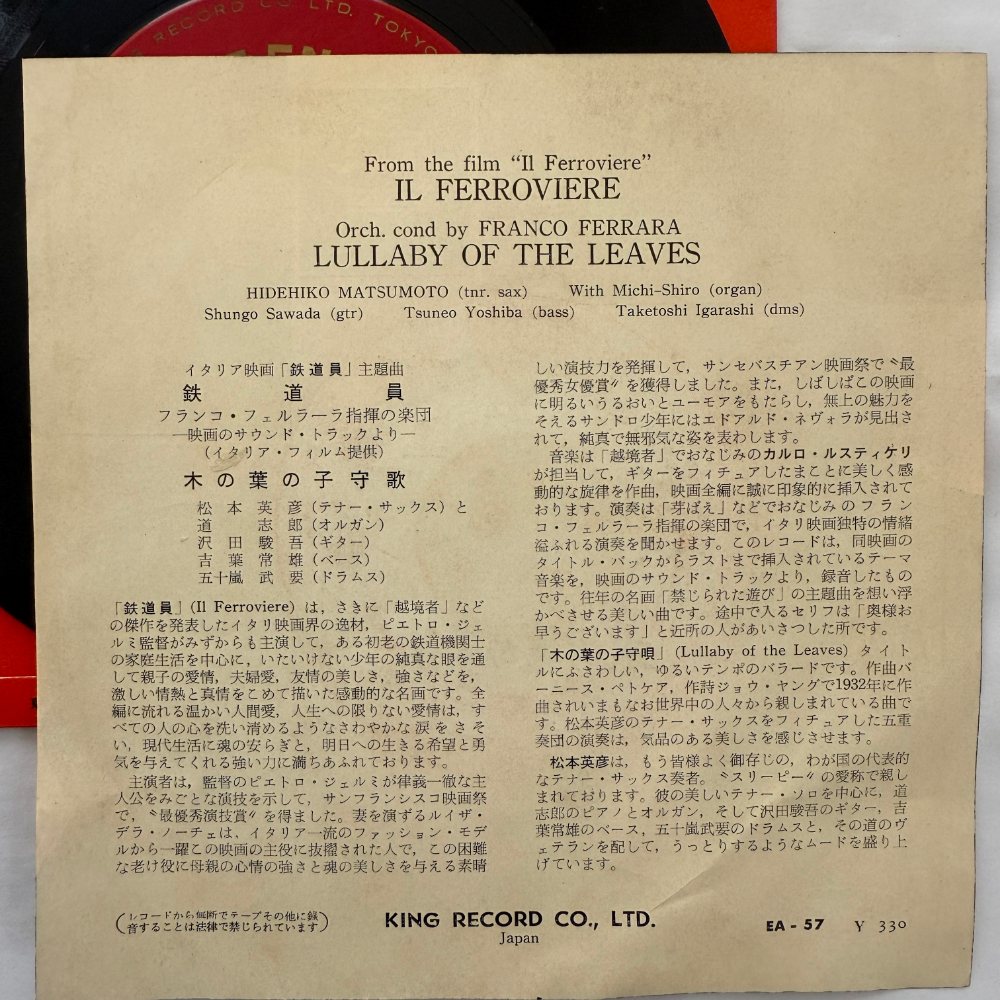 RECORD CO LTD. TOKYO
From the film “Il Ferroviere”
IL FERROVIERE
Orch. cond by FRANCO FERRARA
LULLABY OF THE LEAVES
HIDEHIKO MATSUMOTO (tnr. sax) With Michi-Shiro (organ)
Shungo Sawada (gtr) Tsuneo Yoshiba (bass) Taketoshi Igarashi (dms)
イタリア映画「鉄道員」主題曲
鉄道員
フランコ・フェルラーラ指揮の楽団
—映画のサウンド・トラックより—
（イタリア・フィルム提供）
木の葉の子守歌
松本英彦（テナー・サックス）と
道志郎（オルガン）
沢田駿吾（ギター）
吉葉常雄（ベース）
五十嵐武要（ドラムス）
「鉄道員」(Il Ferroviere) は，さきに「越境者」など
の傑作を発表したイタリ映画界の逸材，ピエトロ・ジェ
ルミ監督がみずからも主演して，ある初老の鉄道機関士
の家庭生活を中心に，いたいけない少年の純真な眼を通
して親子の愛情，夫婦愛，友情の美しさ，強さなどを，
激しい情熱と真情をこめて描いた感動的な名画です。全
編に流れる温かい人間愛，人生への限りない愛情は，す
べての人の心を洗い清めるようなさわやかな涙をさそ
い，現代生活に魂の安らぎと，明日への生きる希望と勇
気を与えてくれる強い力に満ちあふれております。
主演者は，監督のピエトロ・ジェルミが律義一徹な主
人公をみごとな演技を示して，サンフランシスコ映画祭
で，〝最優秀演技賞〟を得ました。妻を演ずるルイザ・
デラ・ノーチェは，イタリア一流のファッション・モデ
ルから一躍この映画の主役に抜擢された人で，この困難
な老け役に母親の心情の強さと魂の美しさを与える素晴
しい演技力を発揮して，サンセバスチアン映画祭で〝最
優秀女優賞〟を獲得しました。また，しばしばこの映画
に明るいうるおいとユーモアをもたらし，無上の魅力を
そえるサンドロ少年にはエドアルド・ネヴォラが見出さ
れて，純真で無邪気な姿を表わします。
音楽は「越境者」でおなじみのカルロ・ルスティケリ
が担当して，ギターをフィチュアしたまことに美しく感
動的な旋律を作曲，映画全編に誠に印象的に挿入されて
おります。演奏は「芽ばえ」などでおなじみのフラン
コ・フェルラーラ指揮の楽団で，イタリ映画独特の情緒
溢ふれる演奏を聞かせます。このレコードは，同映画の
タイトル・バックからラストまで挿入されているテーマ
音楽を，映画のサウンド・トラックより，録音したもの
です。往年の名画「禁じられた遊び」の主題曲を想い浮
かべさせる美しい曲です。途中で入るセリフは「奥様お
早うございます」と近所の人があいさつした所です。
「木の葉の子守唄」(Lullaby of the Leaves) タイト
ルにふさわしい，ゆるいテンポのバラードです。作曲バ
ーニース・ペトケア，作詩ジョウ・ヤングで1932年に作
曲されいまもなお世界中の人々から親しまれている曲で
す。松本英彦のテナー・サックスをフィチュアした五重
奏団の演奏は，気品のある美しさを感じさせます。
松本英彦は，もう皆様よく御存じの，わが国の代表的
なテナー・サックス奏者。〝スリーピー〟の愛称で親し
まれております。彼の美しいテナー・ソロを中心に，道
志郎のピアノとオルガン，そして沢田駿吾のギター，吉
葉常雄のベース，五十嵐武要のドラムスと，その道のヴ
ェテランを配して，うっとりするようなムードを盛り上
げています。
（レコードから無断でテープその他に録
音することは法律で禁じられています）
KING RECORD CO., LTD.
Japan
EA - 57 Y 330